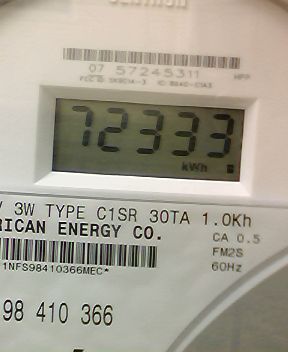 07 57245311 MPP
72333
kWh
V 3W TYPE C1SR 30TA 1.0Kh
RICAN ENERGY CO.
CA 0.5
FM2S
60Hz
1NFS98410366MEC*
98 410 366